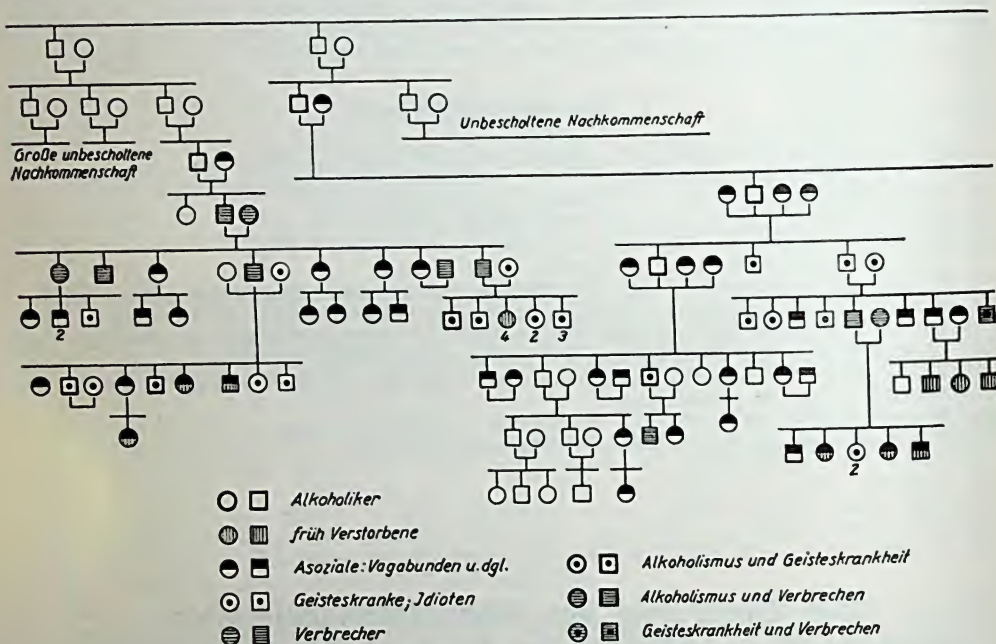 Unbescholtene Nachkommenschaft
Große unbescholtene
Nachkommenschaft
2
4
2
3
2
Alkoholiker
früh Verstorbene
Asoziale: Vagabunden u. dgl.
Geisteskranke; Jdioten
Verbrecher
Alkoholismus und Geisteskrankheit
Alkoholismus und Verbrechen
Geisteskrankheit und Verbrechen